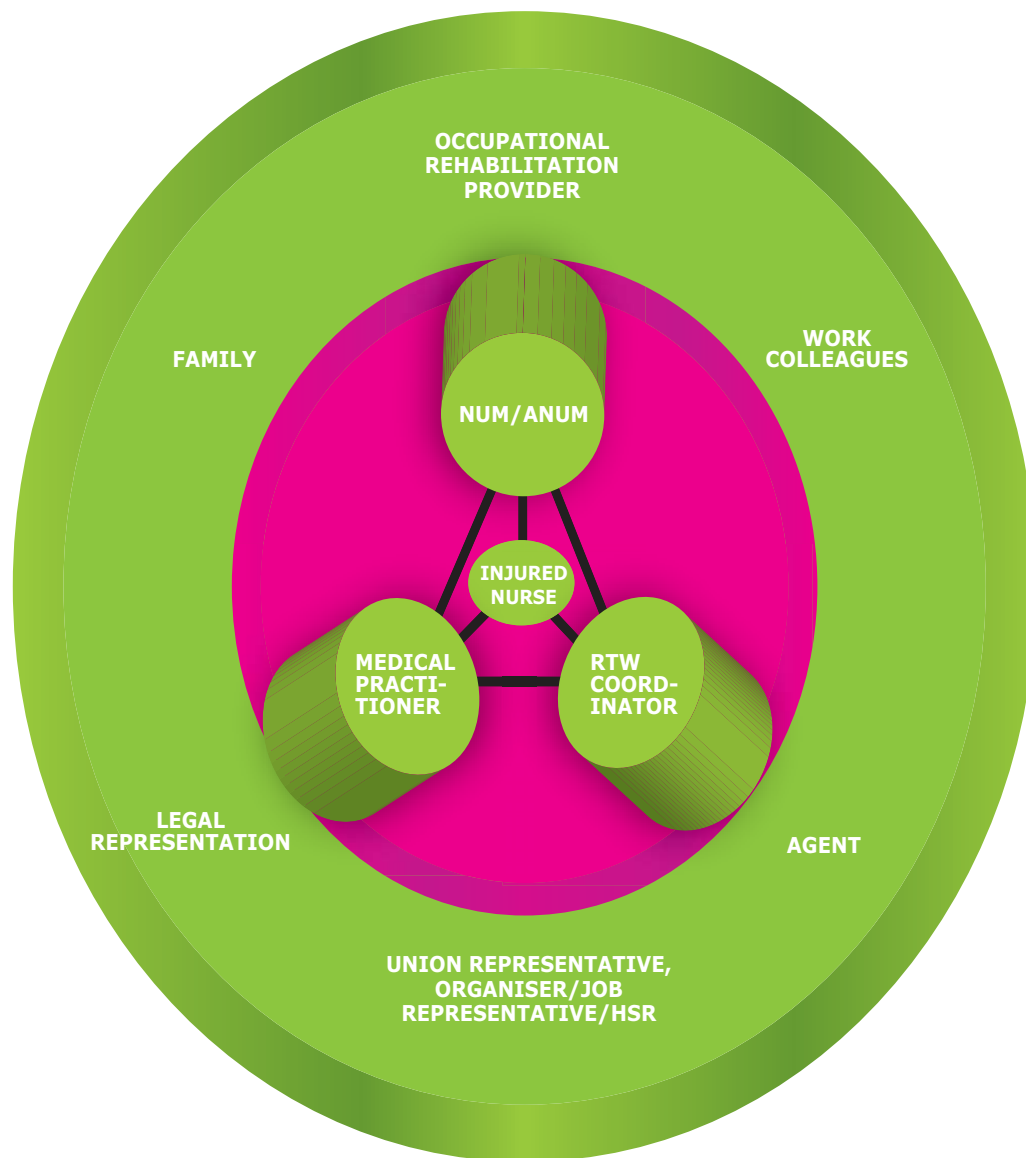 OCCUPATIONAL
REHABILITATION
PROVIDER
FAMILY
WORK
COLLEAGUES
NUM/ANUM
INJURED
NURSE
MEDICAL
PRACTI-
TIONER
RTW
COORD-
INATOR
LEGAL
REPRESENTATION
AGENT
UNION REPRESENTATIVE,
ORGANISER/JOB
REPRESENTATIVE/HSR